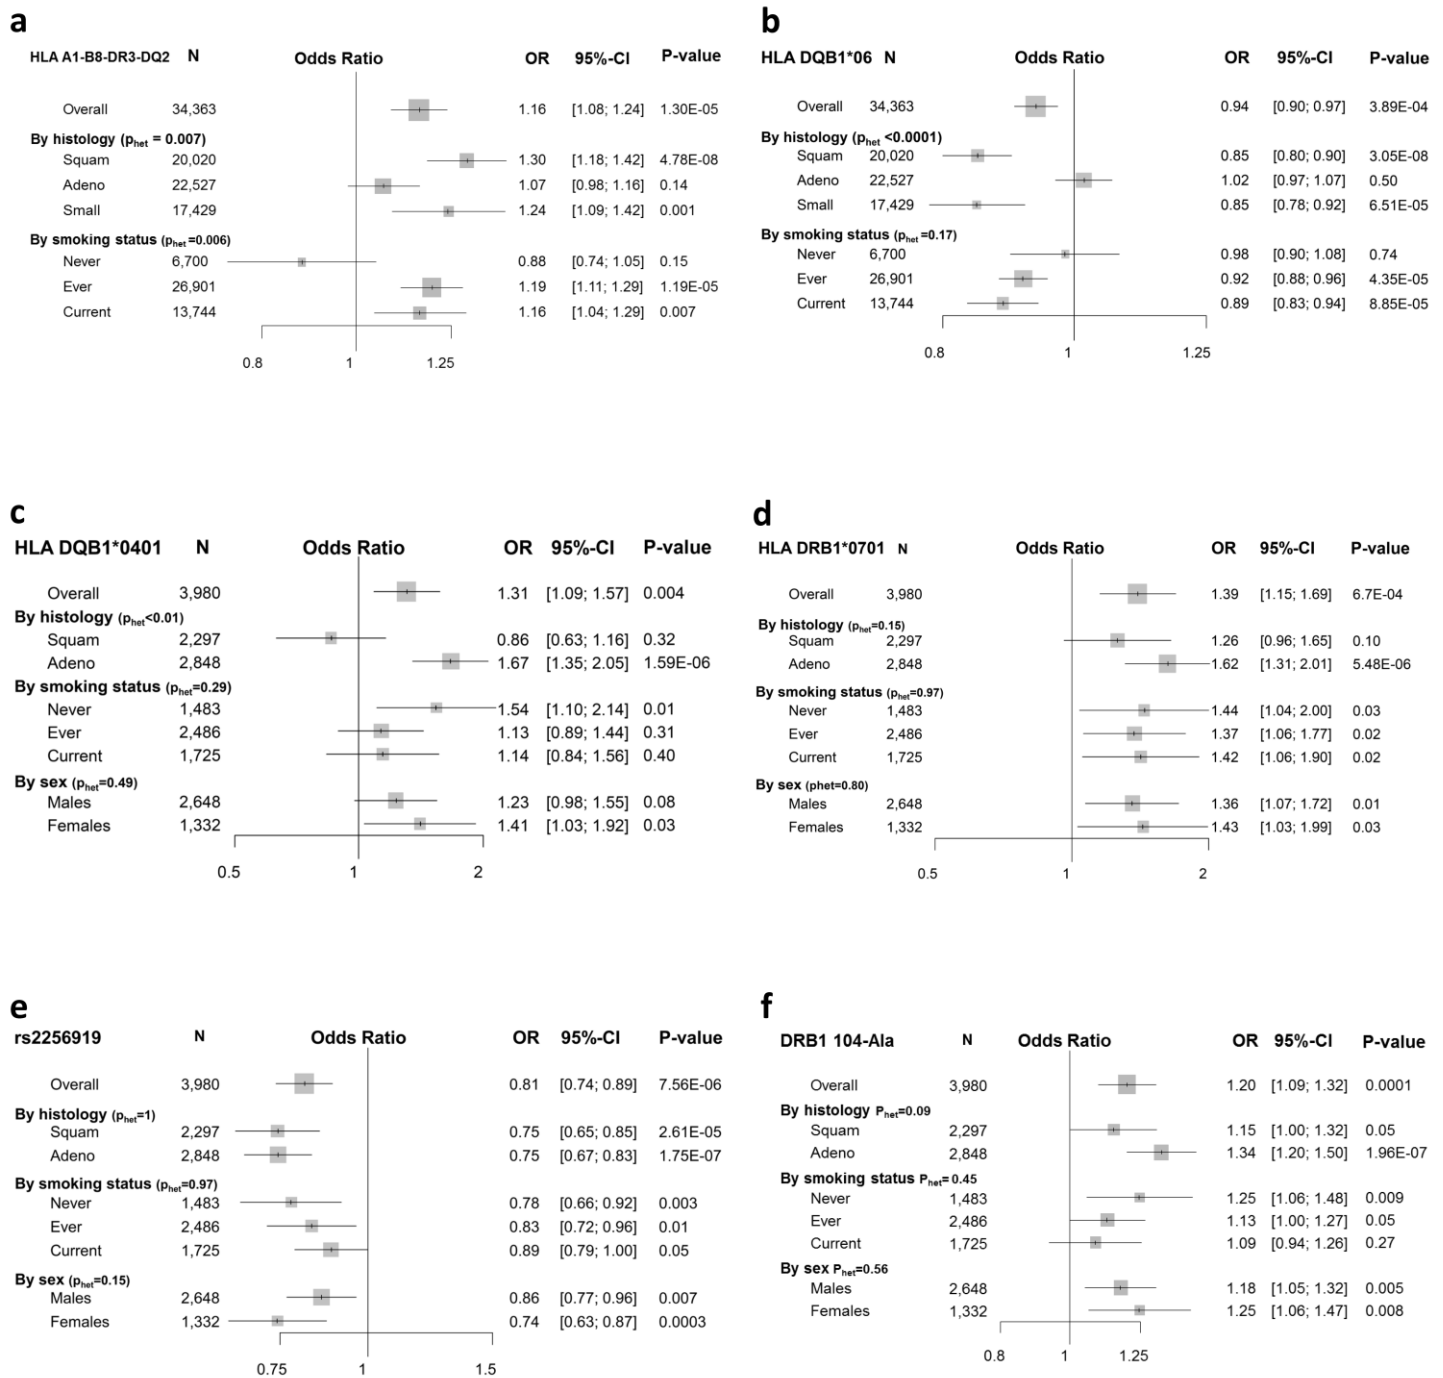 a
HLA A1-B8-DR3-DQ2 N Odds Ratio OR 95%-CI P-value
Overall 34,363 1.16 [1.08; 1.24] 1.30E-05
By histology (phet = 0.007)
Squam 20,020 1.30 [1.18; 1.42] 4.78E-08
Adeno 22,527 1.07 [0.98; 1.16] 0.14
Small 17,429 1.24 [1.09; 1.42] 0.001
By smoking status (phet =0.006)
Never 6,700 0.88 [0.74; 1.05] 0.15
Ever 26,901 1.19 [1.11; 1.29] 1.19E-05
Current 13,744 1.16 [1.04; 1.29] 0.007
0.8 1 1.25
b
HLA DQB1*06 N Odds Ratio OR 95%-CI P-value
Overall 34,363 0.94 [0.90; 0.97] 3.89E-04
By histology (phet <0.0001)
Squam 20,020 0.85 [0.80; 0.90] 3.05E-08
Adeno 22,527 1.02 [0.97; 1.07] 0.50
Small 17,429 0.85 [0.78; 0.92] 6.51E-05
By smoking status (phet =0.17)
Never 6,700 0.98 [0.90; 1.08] 0.74
Ever 26,901 0.92 [0.88; 0.96] 4.35E-05
Current 13,744 0.89 [0.83; 0.94] 8.85E-05
0.8 1 1.25
c
HLA DQB1*0401 N Odds Ratio OR 95%-CI P-value
Overall 3,980 1.31 [1.09; 1.57] 0.004
By histology (phet<0.01)
Squam 2,297 0.86 [0.63; 1.16] 0.32
Adeno 2,848 1.67 [1.35; 2.05] 1.59E-06
By smoking status (phet=0.29)
Never 1,483 1.54 [1.10; 2.14] 0.01
Ever 2,486 1.13 [0.89; 1.44] 0.31
Current 1,725 1.14 [0.84; 1.56] 0.40
By sex (phet=0.49)
Males 2,648 1.23 [0.98; 1.55] 0.08
Females 1,332 1.41 [1.03; 1.92] 0.03
0.5 1 2
d
HLA DRB1*0701 N Odds Ratio OR 95%-CI P-value
Overall 3,980 1.39 [1.15; 1.69] 6.7E-04
By histology (phet=0.15)
Squam 2,297 1.26 [0.96; 1.65] 0.10
Adeno 2,848 1.62 [1.31; 2.01] 5.48E-06
By smoking status (phet=0.97)
Never 1,483 1.44 [1.04; 2.00] 0.03
Ever 2,486 1.37 [1.06; 1.77] 0.02
Current 1,725 1.42 [1.06; 1.90] 0.02
By sex (phet=0.80)
Males 2,648 1.36 [1.07; 1.72] 0.01
Females 1,332 1.43 [1.03; 1.99] 0.03
0.5 1 2
e
rs2256919 N Odds Ratio OR 95%-CI P-value
Overall 3,980 0.81 [0.74; 0.89] 7.56E-06
By histology (phet=1)
Squam 2,297 0.75 [0.65; 0.85] 2.61E-05
Adeno 2,848 0.75 [0.67; 0.83] 1.75E-07
By smoking status (phet=0.97)
Never 1,483 0.78 [0.66; 0.92] 0.003
Ever 2,486 0.83 [0.72; 0.96] 0.01
Current 1,725 0.89 [0.79; 1.00] 0.05
By sex (phet=0.15)
Males 2,648 0.86 [0.77; 0.96] 0.007
Females 1,332 0.74 [0.63; 0.87] 0.0003
0.75 1 1.5
f
DRB1 104-Ala N Odds Ratio OR 95%-CI P-value
Overall 3,980 1.20 [1.09; 1.32] 0.0001
By histology Phet=0.09
Squam 2,297 1.15 [1.00; 1.32] 0.05
Adeno 2,848 1.34 [1.20; 1.50] 1.96E-07
By smoking status Phet= 0.45
Never 1,483 1.25 [1.06; 1.48] 0.009
Ever 2,486 1.13 [1.00; 1.27] 0.05
Current 1,725 1.09 [0.94; 1.26] 0.27
By sex Phet=0.56
Males 2,648 1.18 [1.05; 1.32] 0.005
Females 1,332 1.25 [1.06; 1.47] 0.008
0.8 1 1.25